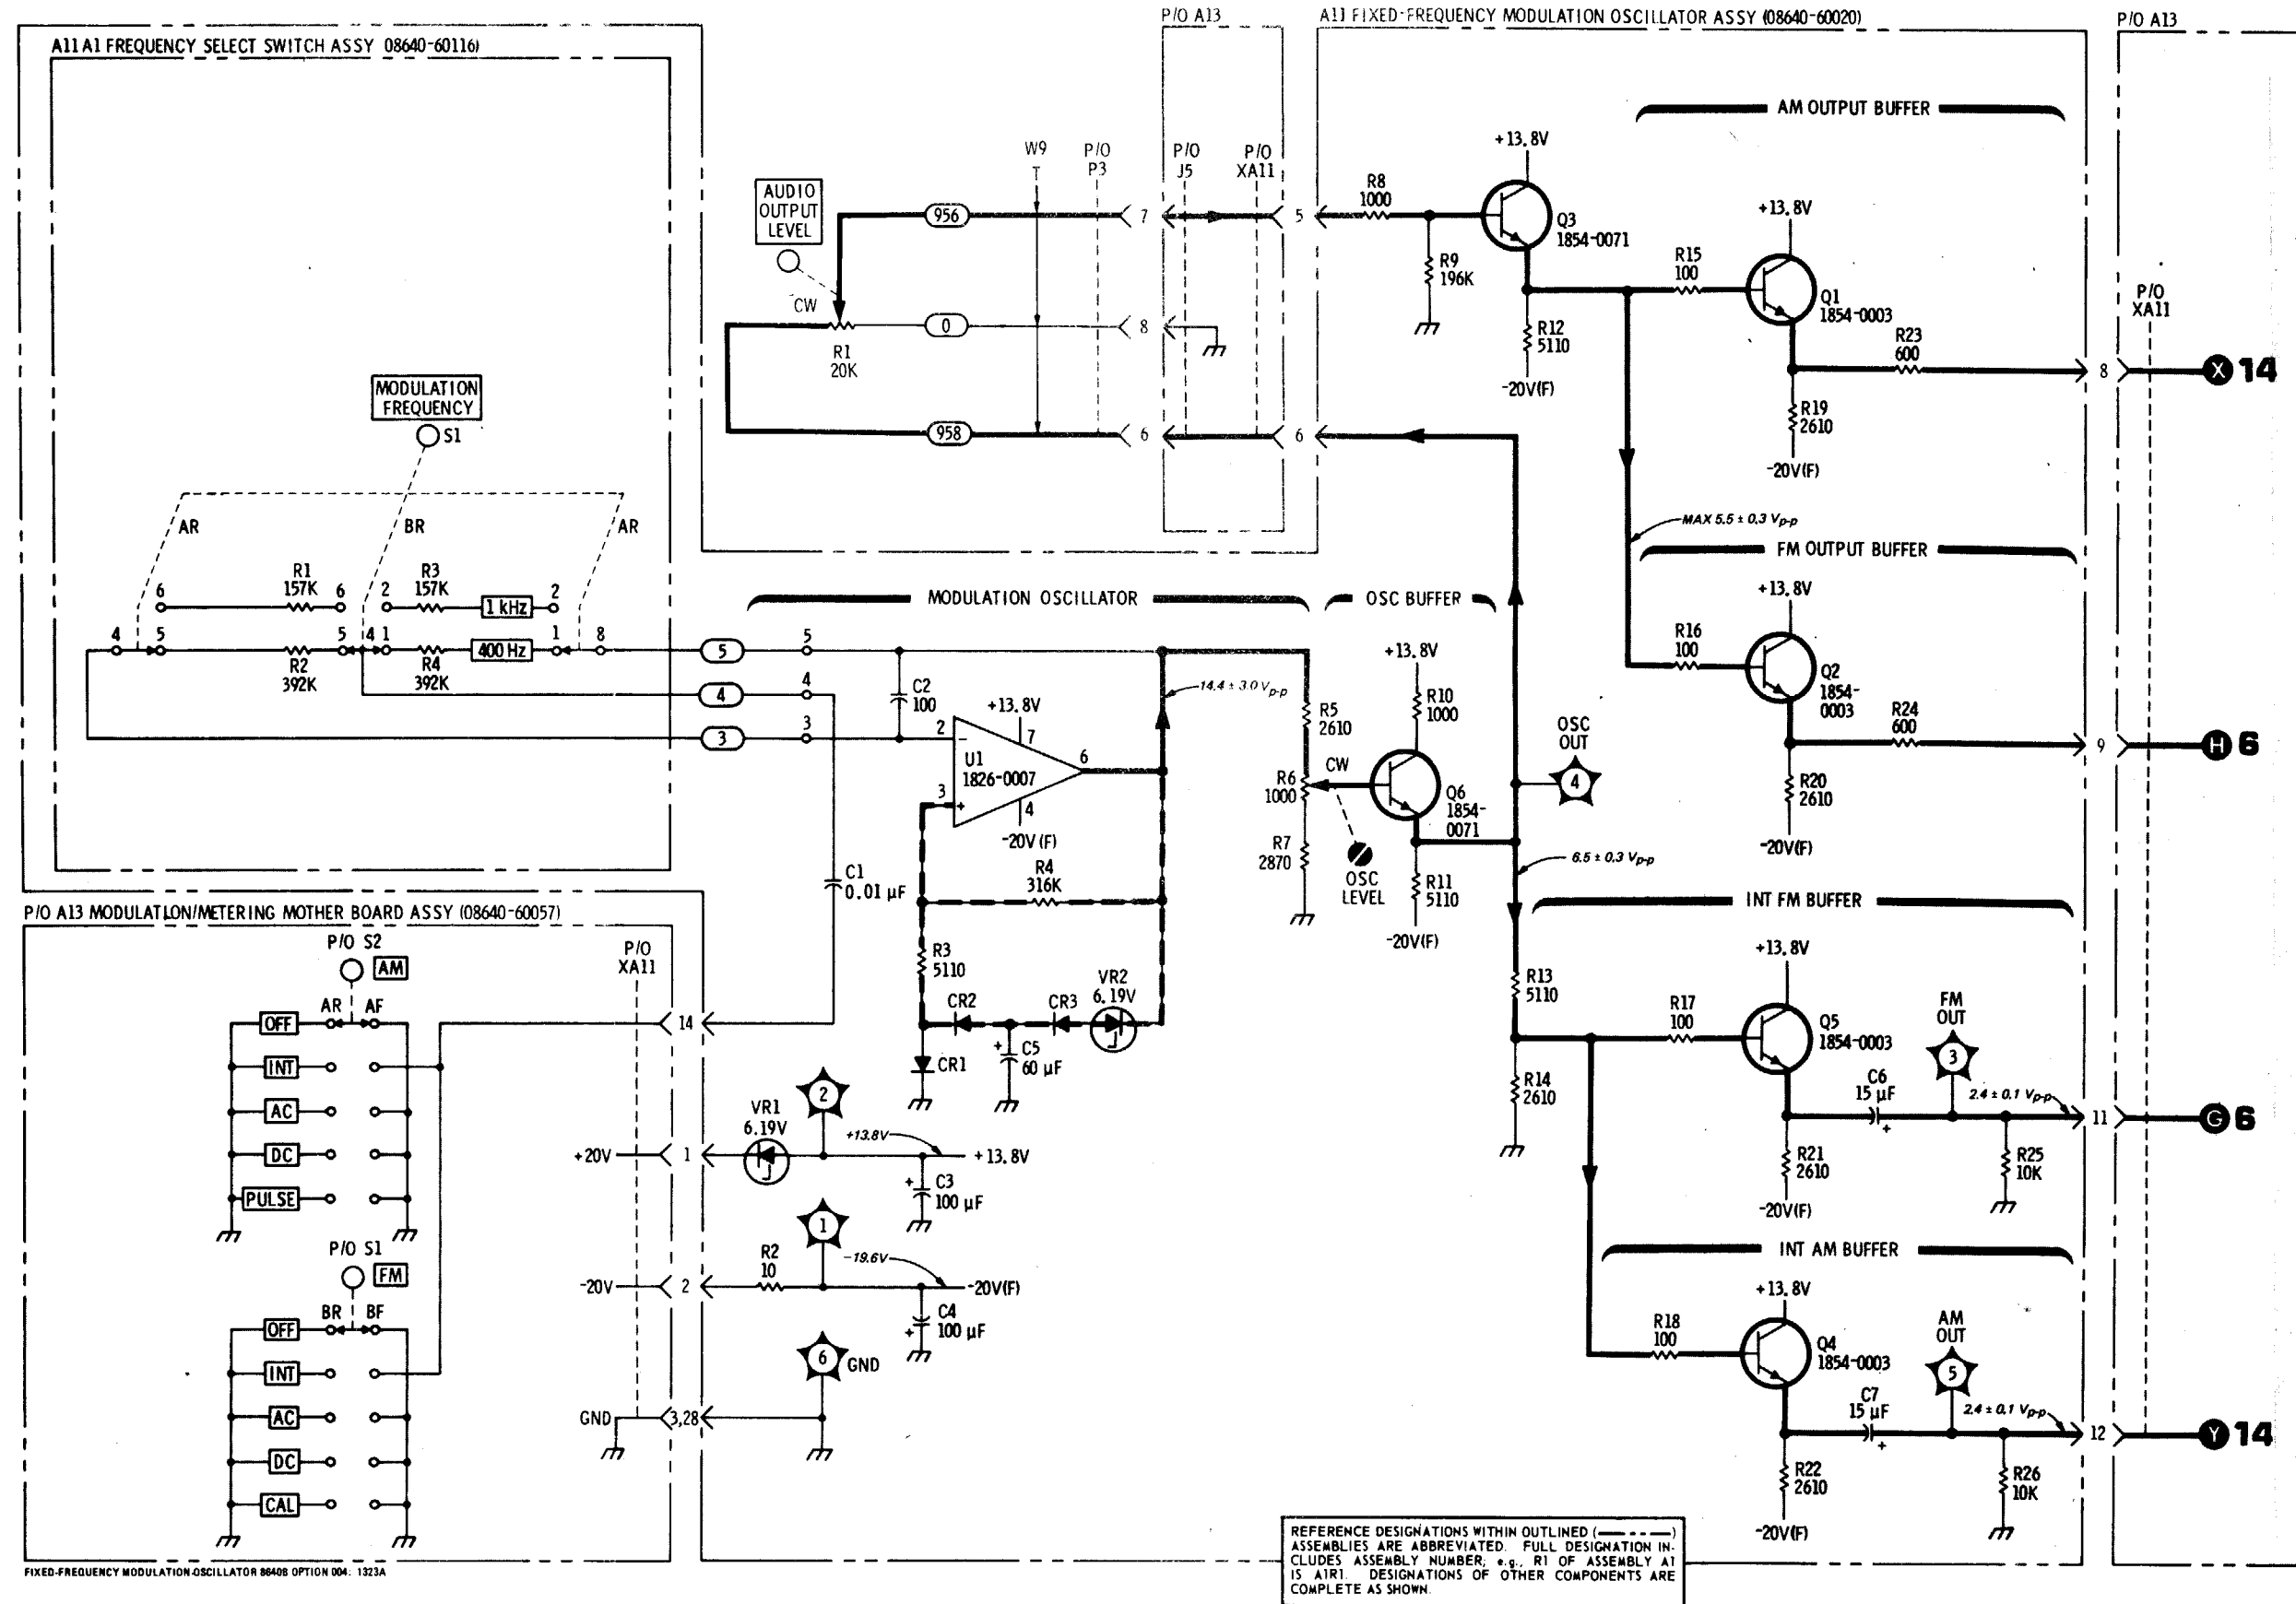 P/O A13
A11 FIXED-FREQUENCY MODULATION OSCILLATOR ASSY (08640-60020)
P/O A13
A11 A1 FREQUENCY SELECT SWITCH ASSY 08640-60116)
AM OUTPUT BUFFER
W9
P/O
P3
P/O
J5
P/O
XA11
AUDIO
OUTPUT
LEVEL
956
7
5
R8
1000
+13.8V
Q3
1854-0071
R9
196K
R12
5110
-20V(F)
R15
100
+13.8V
Q1
1854-0003
R23
600
R19
2610
-20V(F)
8
P/O
XA11
X 14
CW
R1
20K
0
8
958
6
6
MODULATION
FREQUENCY
S1
AR
BR
AR
MAX 5.5 ± 0.3 Vp-p
FM OUTPUT BUFFER
+13.8V
R16
100
Q2
1854-
0003
R24
600
R20
2610
-20V(F)
9
H 6
6
R1
157K
6
2
R3
157K
1 kHz
2
4
5
R2
392K
5
4
1
R4
392K
400 Hz
1
8
5
5
4
4
3
3
MODULATION OSCILLATOR
OSC BUFFER
C2
100
+13.8V
2
7
-
U1
1826-0007
6
3
+
4
-20V (F)
14.4 ± 3.0 Vp-p
R5
2610
R6
1000
CW
R7
2870
OSC
LEVEL
+13.8V
R10
1000
Q6
1854-
0071
R11
5110
-20V(F)
OSC
OUT
4
6.5 ± 0.3 Vp-p
R4
316K
C1
0.01 µF
R3
5110
CR2
CR3
VR2
6.19V
CR1
+
C5
60 µF
INT FM BUFFER
R13
5110
R14
2610
R17
100
+13.8V
Q5
1854-0003
R21
2610
-20V(F)
C6
15 µF
+
FM
OUT
3
2.4 ± 0.1 Vp-p
R25
10K
11
G 6
P/O A13 MODULATION/METERING MOTHER BOARD ASSY (08640-60057)
P/O S2
AM
AR
AF
OFF
INT
AC
DC
PULSE
P/O
XA11
14
P/O S1
FM
BR
BF
OFF
INT
AC
DC
CAL
+20V
1
VR1
6.19V
2
+13.8V
+13.8V
+
C3
100 µF
-20V
2
R2
10
1
-19.6V
-20V(F)
+
C4
100 µF
GND
3,28
6
GND
INT AM BUFFER
R18
100
+13.8V
Q4
1854-0003
R22
2610
-20V(F)
C7
15 µF
+
AM
OUT
5
2.4 ± 0.1 Vp-p
R26
10K
12
Y 14
REFERENCE DESIGNATIONS WITHIN OUTLINED (— - - —)
ASSEMBLIES ARE ABBREVIATED. FULL DESIGNATION IN-
CLUDES ASSEMBLY NUMBER; e.g., R1 OF ASSEMBLY A1
IS A1R1. DESIGNATIONS OF OTHER COMPONENTS ARE
COMPLETE AS SHOWN.
FIXED-FREQUENCY MODULATION-OSCILLATOR 8640B OPTION 004: 1323A